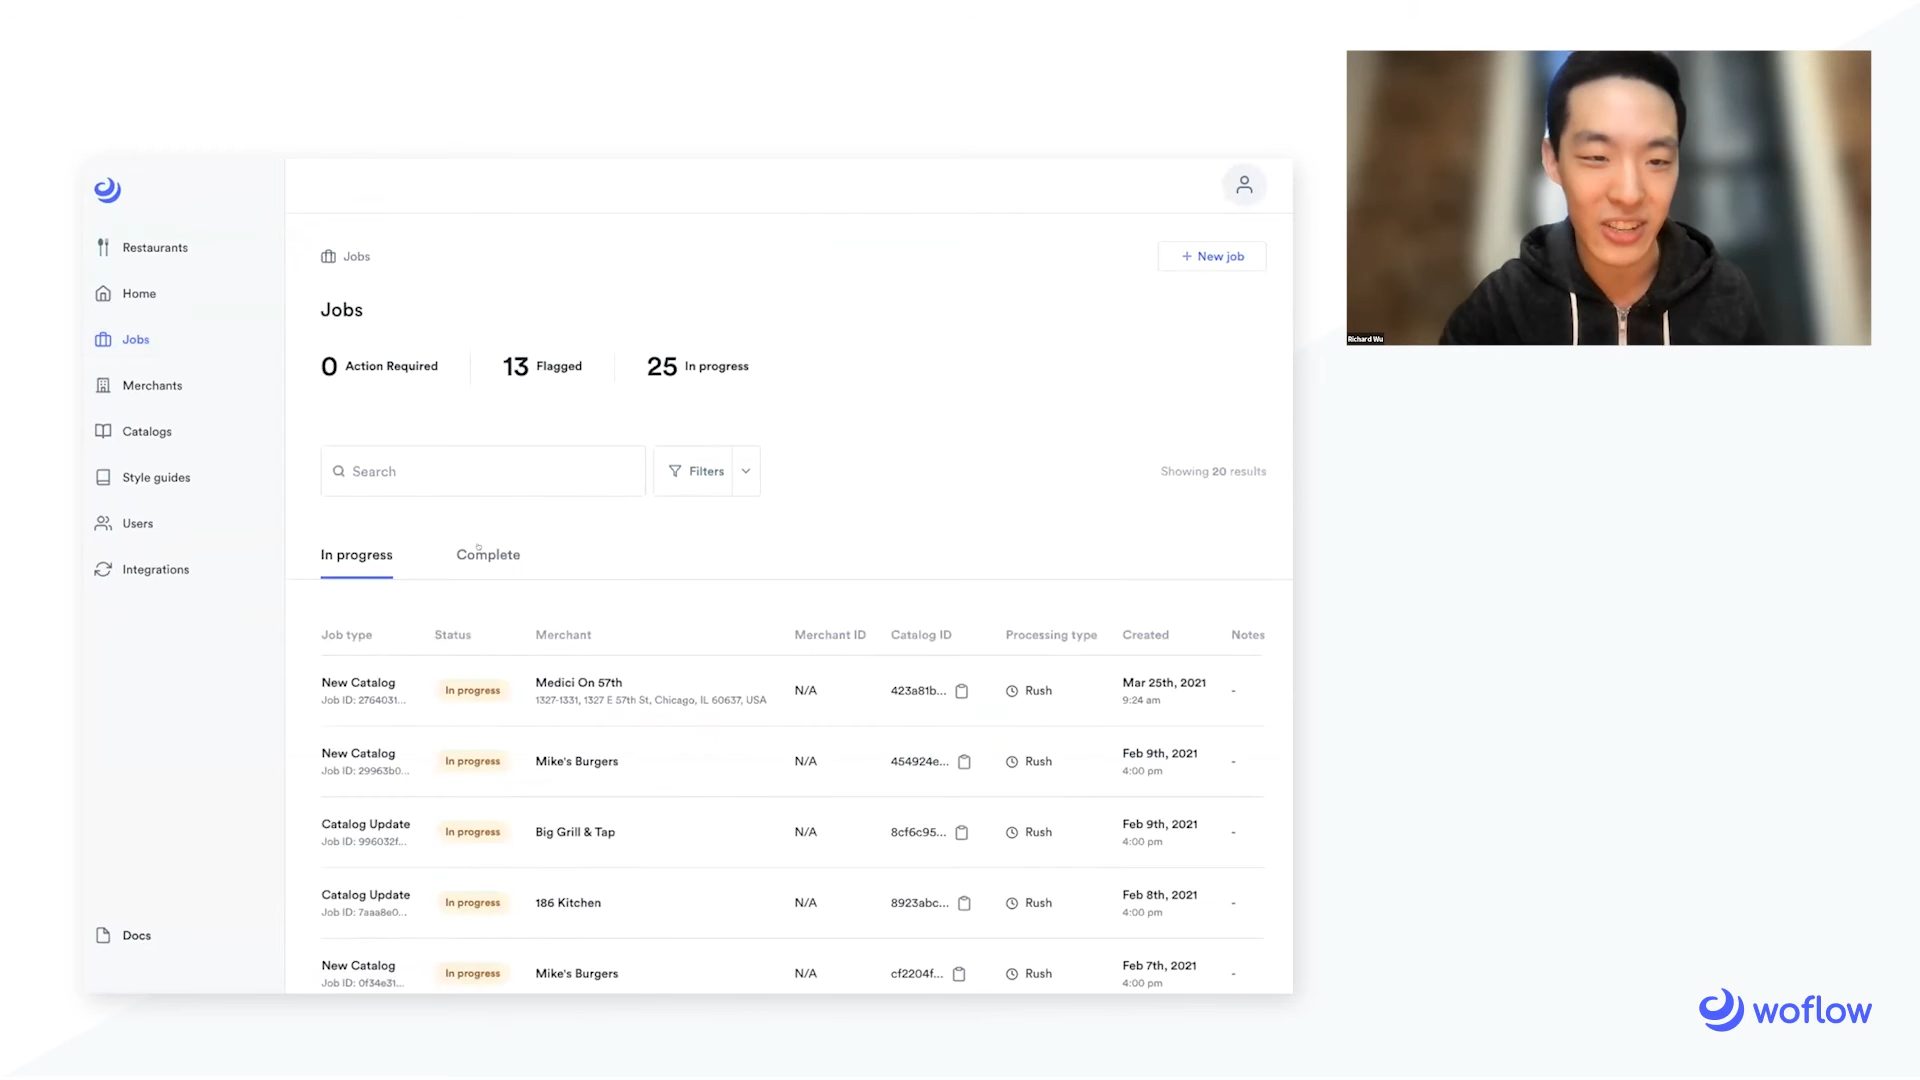 Restaurants
Home
Jobs
Merchants
Catalogs
Style guides
Users
Integrations
Docs
Jobs
+ New job
Jobs
0 Action Required
13 Flagged
25 In progress
Search
Filters
Showing 20 results
In progress
Complete
Job type Status Merchant Merchant ID Catalog ID Processing type Created Notes
New Catalog In progress Medici On 57th N/A 423a81b... Rush Mar 25th, 2021 -
Job ID: 2764031... 1327-1331, 1327 E 57th St, Chicago, IL 60637, USA 9:24 am
New Catalog In progress Mike's Burgers N/A 454924e... Rush Feb 9th, 2021 -
Job ID: 29963b0... 4:00 pm
Catalog Update In progress Big Grill & Tap N/A 8cf6c95... Rush Feb 9th, 2021 -
Job ID: 996032f... 4:00 pm
Catalog Update In progress 186 Kitchen N/A 8923abc... Rush Feb 8th, 2021 -
Job ID: 7aaa8e0... 4:00 pm
New Catalog In progress Mike's Burgers N/A cf2204f... Rush Feb 7th, 2021 -
Job ID: 0f34e31... 4:00 pm
Richard Wu
woflow